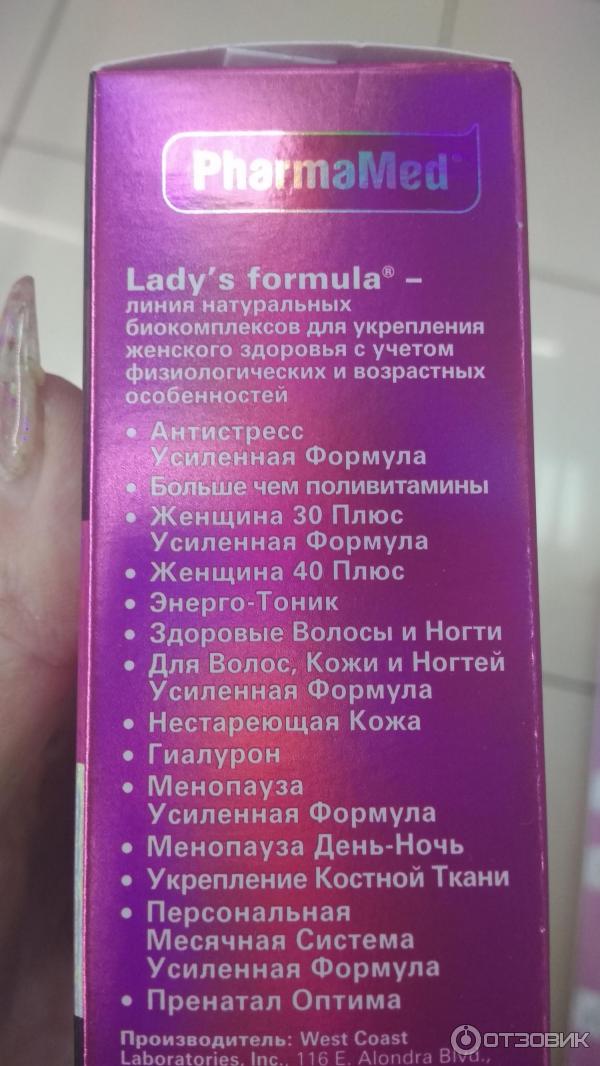 PharmaMed®
Lady's formula® –
линия натуральных
биокомплексов для укрепления
женского здоровья с учетом
физиологических и возрастных
особенностей
• Антистресс
Усиленная Формула
• Больше чем поливитамины
• Женщина 30 Плюс
Усиленная Формула
• Женщина 40 Плюс
• Энерго-Тоник
• Здоровые Волосы и Ногти
• Для Волос, Кожи и Ногтей
Усиленная Формула
• Нестареющая Кожа
• Гиалурон
• Менопауза
Усиленная Формула
• Менопауза День-Ночь
• Укрепление Костной Ткани
• Персональная
Месячная Система
Усиленная Формула
• Пренатал Оптима
Производитель: West Coast
Laboratories, Inc., 116 E. Alondra Blvd.,
ОТЗОВИК